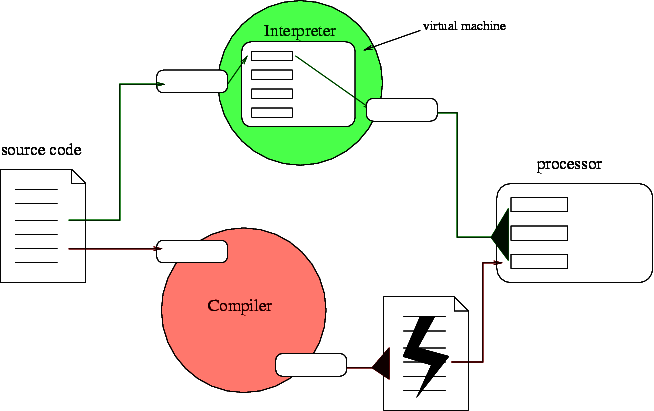 Interpreter
virtual machine
source code
processor
Compiler